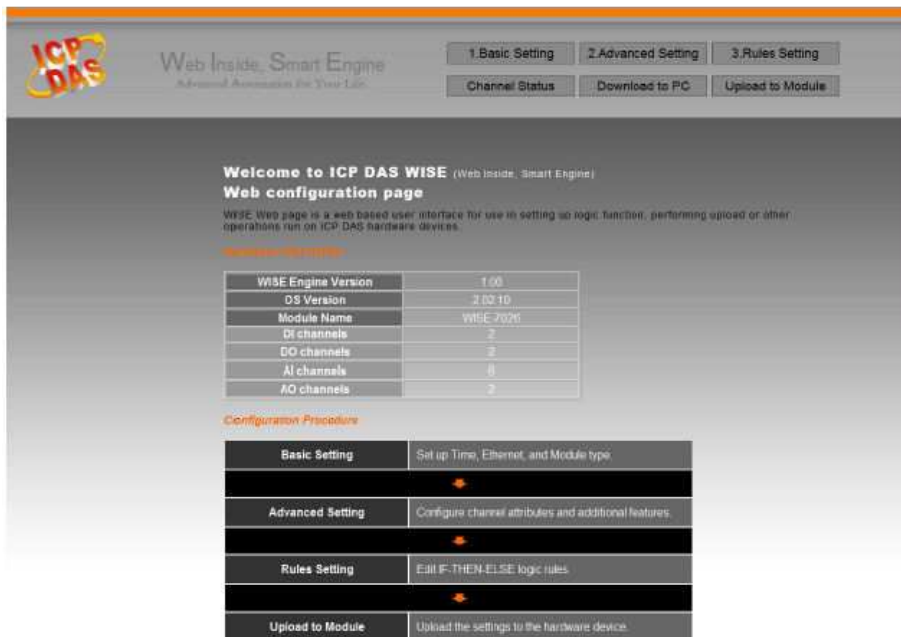 ICP
DAS
Web Inside, Smart Engine
Advanced Automation for Your Life
1.Basic Setting
2.Advanced Setting
3.Rules Setting
Channel Status
Download to PC
Upload to Module
Welcome to ICP DAS WISE (Web Inside, Smart Engine)
Web configuration page
WISE Web page is a web based user interface for use in setting up logic function, performing upload or other
operations run on ICP DAS hardware devices.
WISE Engine Version 1.00
OS Version 2.02.10
Module Name WISE-7026
DI channels 2
DO channels 2
AI channels 6
AO channels 2
Configuration Procedure
Basic Setting Set up Time, Ethernet, and Module type.
Advanced Setting Configure channel attributes and additional features.
Rules Setting Edit IF-THEN-ELSE logic rules.
Upload to Module Upload the settings to the hardware device.